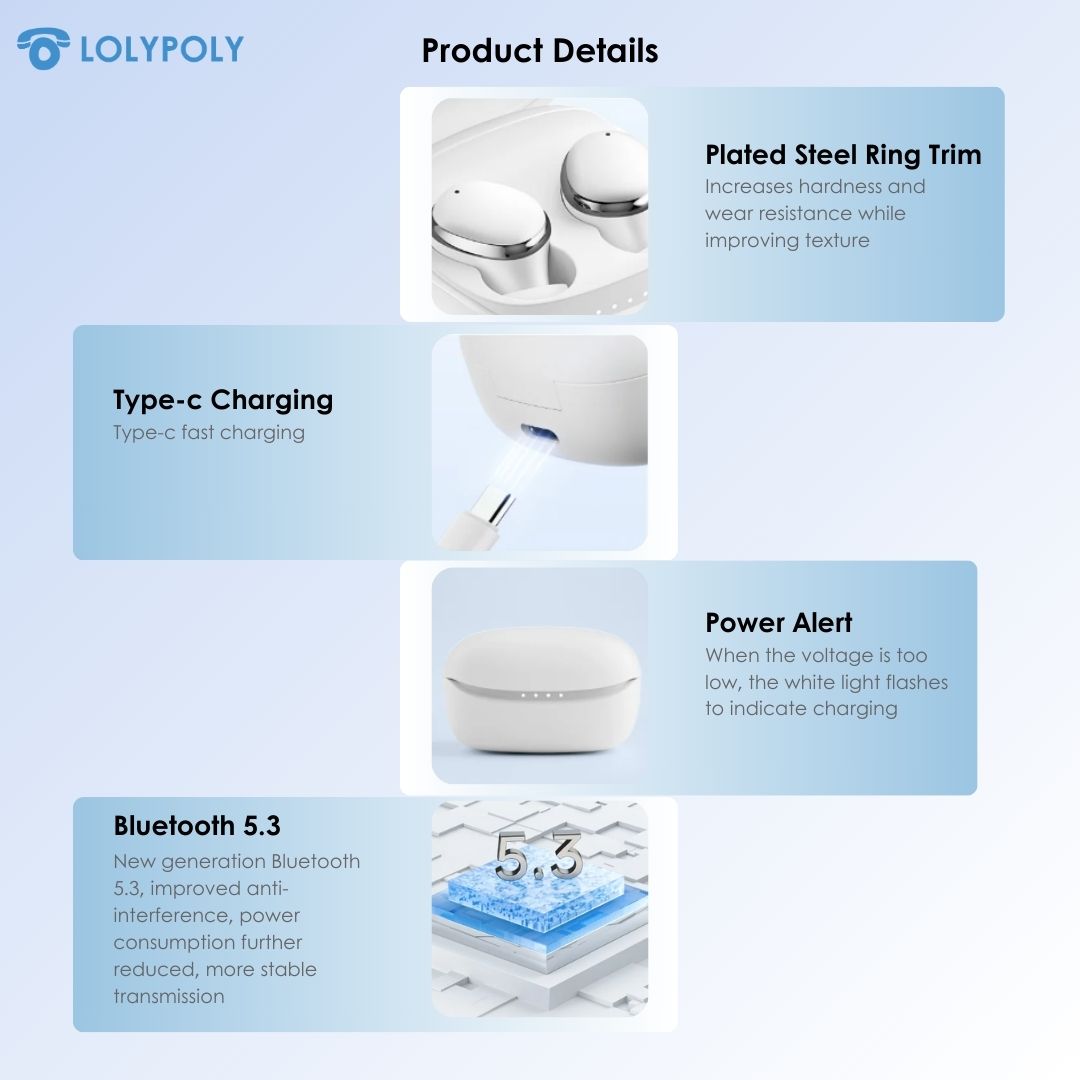 LOLYPOLY
Product Details
Plated Steel Ring Trim
Increases hardness and
wear resistance while
improving texture
Type-c Charging
Type-c fast charging
Power Alert
When the voltage is too
low, the white light flashes
to indicate charging
Bluetooth 5.3
New generation Bluetooth
5.3, improved anti-
interference, power
consumption further
reduced, more stable
transmission
5.3